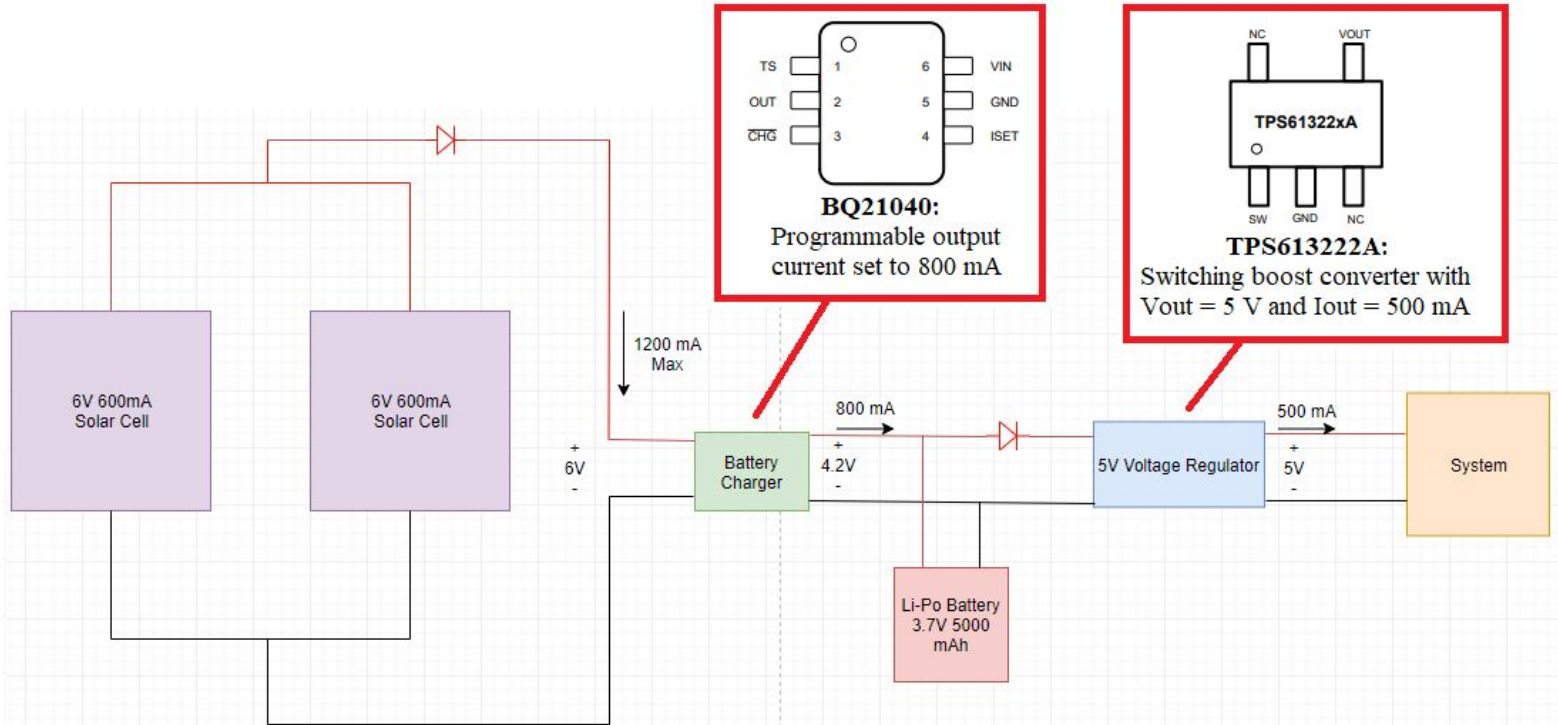 TS
1
6
VIN
OUT
2
5
GND
CHG
3
4
ISET
BQ21040:
Programmable output
current set to 800 mA
NC
VOUT
TPS61322xA
SW
GND
NC
TPS613222A:
Switching boost converter with
Vout = 5 V and Iout = 500 mA
6V 600mA
Solar Cell
6V 600mA
Solar Cell
1200 mA
Max
+
6V
-
Battery
Charger
800 mA
+
4.2V
-
Li-Po Battery
3.7V 5000
mAh
5V Voltage Regulator
500 mA
+
5V
-
System